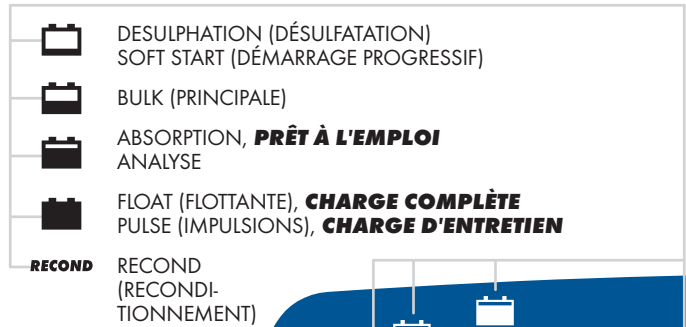 DESULPHATION (DÉSULFATATION)
SOFT START (DÉMARRAGE PROGRESSIF)
BULK (PRINCIPALE)
ABSORPTION, PRÊT À L'EMPLOI
ANALYSE
FLOAT (FLOTTANTE), CHARGE COMPLÈTE
PULSE (IMPULSIONS), CHARGE D'ENTRETIEN
RECOND RECOND
(RECONDI-
TIONNEMENT)